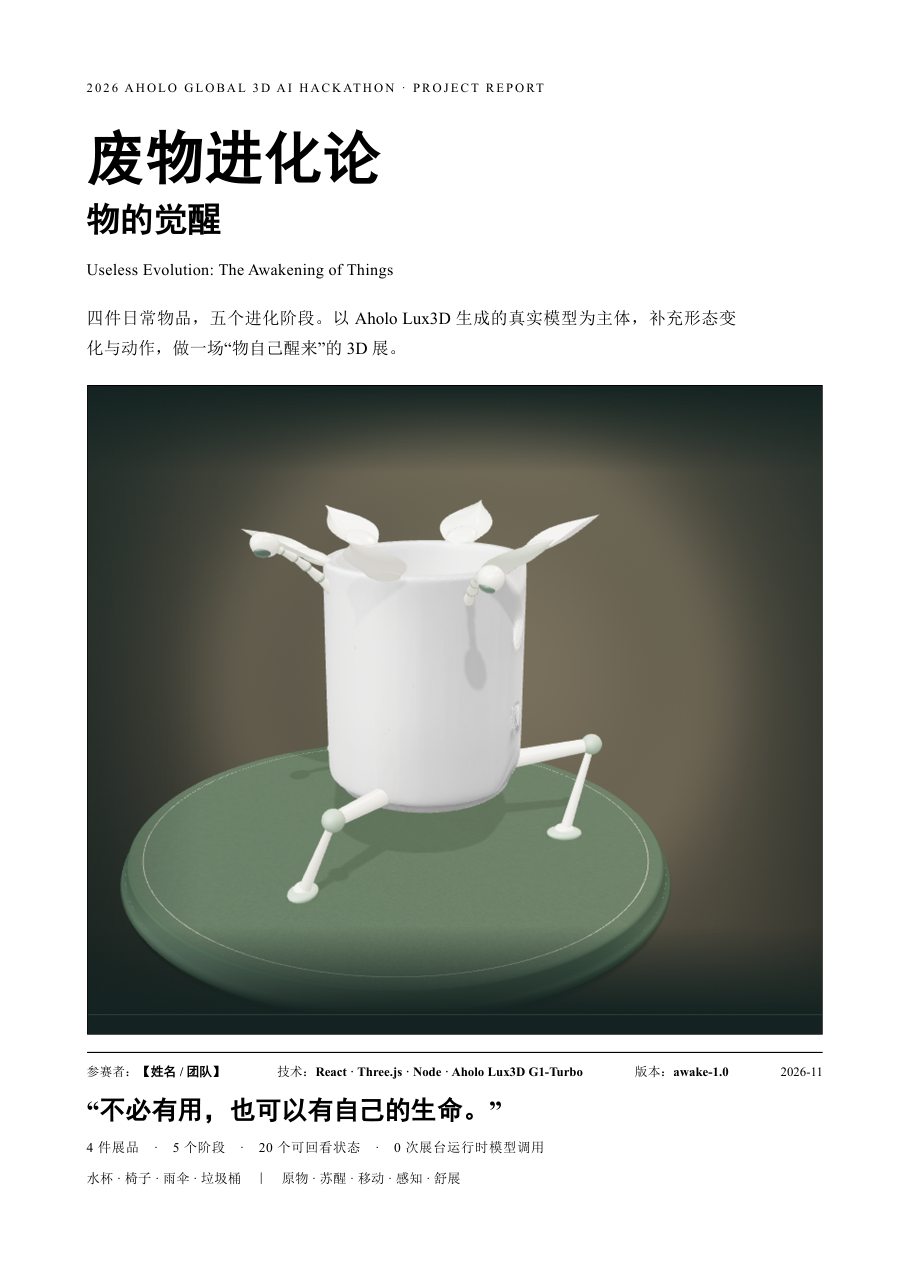 2026 AHOLO GLOBAL 3D AI HACKATHON · PROJECT REPORT
废物进化论
物的觉醒
Useless Evolution: The Awakening of Things
四件日常物品，五个进化阶段。以 Aholo Lux3D 生成的真实模型为主体，补充形态变
化与动作，做一场“物自己醒来”的 3D 展。
参赛者：【姓名 / 团队】 技术：React · Three.js · Node · Aholo Lux3D G1-Turbo 版本：awake-1.0 2026-11
“不必有用，也可以有自己的生命。”
4 件展品 · 5 个阶段 · 20 个可回看状态 · 0 次展台运行时模型调用
水杯 · 椅子 · 雨伞 · 垃圾桶 | 原物 · 苏醒 · 移动 · 感知 · 舒展